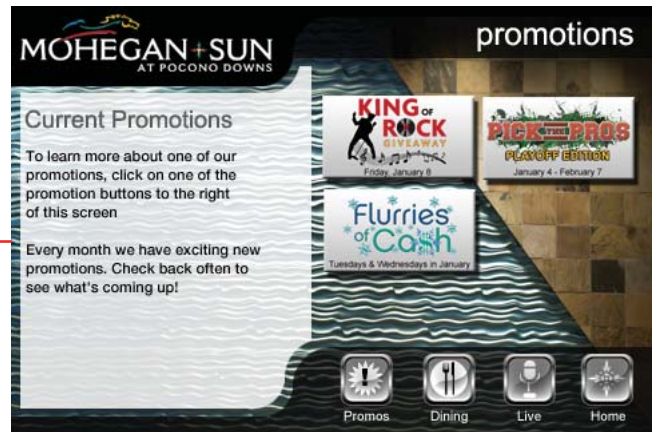 MOHEGAN SUN
AT POCONO DOWNS
promotions
Current Promotions
To learn more about one of our
promotions, click on one of the
promotion buttons to the right
of this screen
Every month we have exciting new
promotions. Check back often to
see what's coming up!
KING OF
ROCK
GIVEAWAY
Friday, January 8
PICK THE PROS
PLAYOFF EDITION
January 4 - February 7
Flurries
of Cash
Tuesdays & Wednesdays in January
Promos
Dining
Live
Home